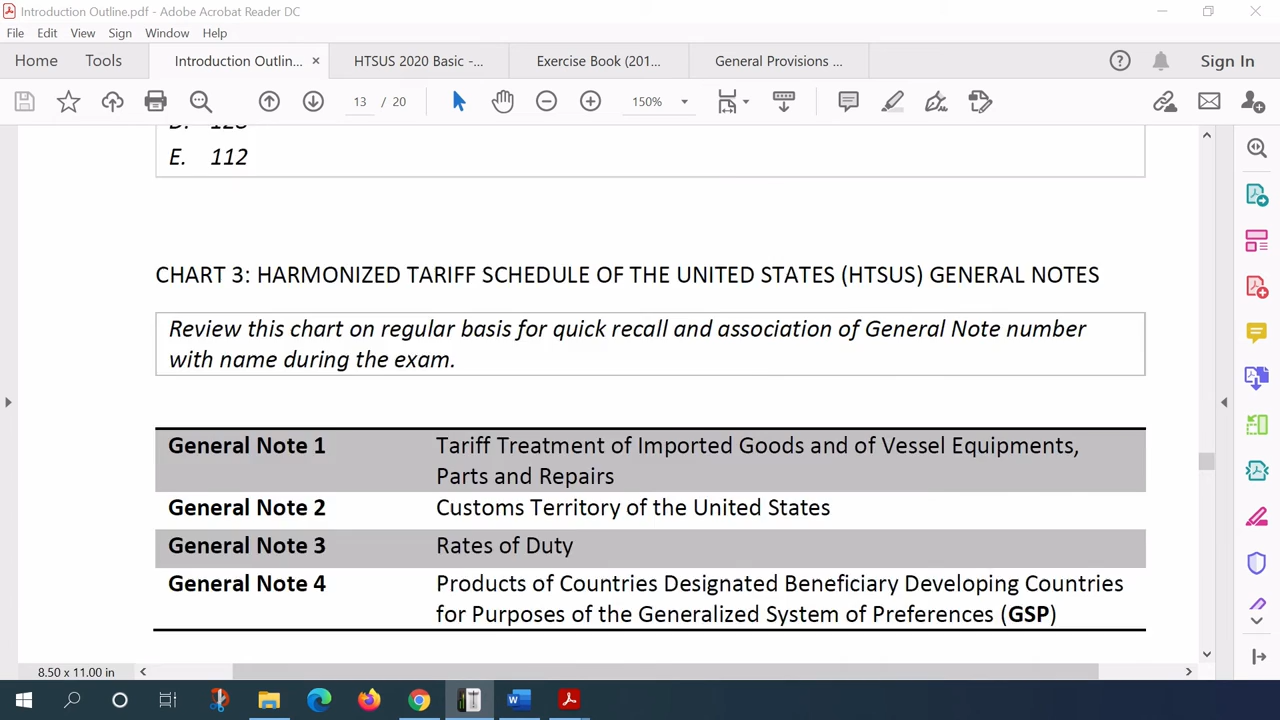 Introduction Outline.pdf - Adobe Acrobat Reader DC
File Edit View Sign Window Help
Home Tools Introduction Outlin... × HTSUS 2020 Basic -... Exercise Book (201... General Provisions ... Sign In
13 / 20 150%
D. 128
E. 112
CHART 3: HARMONIZED TARIFF SCHEDULE OF THE UNITED STATES (HTSUS) GENERAL NOTES
Review this chart on regular basis for quick recall and association of General Note number
with name during the exam.
General Note 1 Tariff Treatment of Imported Goods and of Vessel Equipments,
Parts and Repairs
General Note 2 Customs Territory of the United States
General Note 3 Rates of Duty
General Note 4 Products of Countries Designated Beneficiary Developing Countries
for Purposes of the Generalized System of Preferences (GSP)
8.50 x 11.00 in